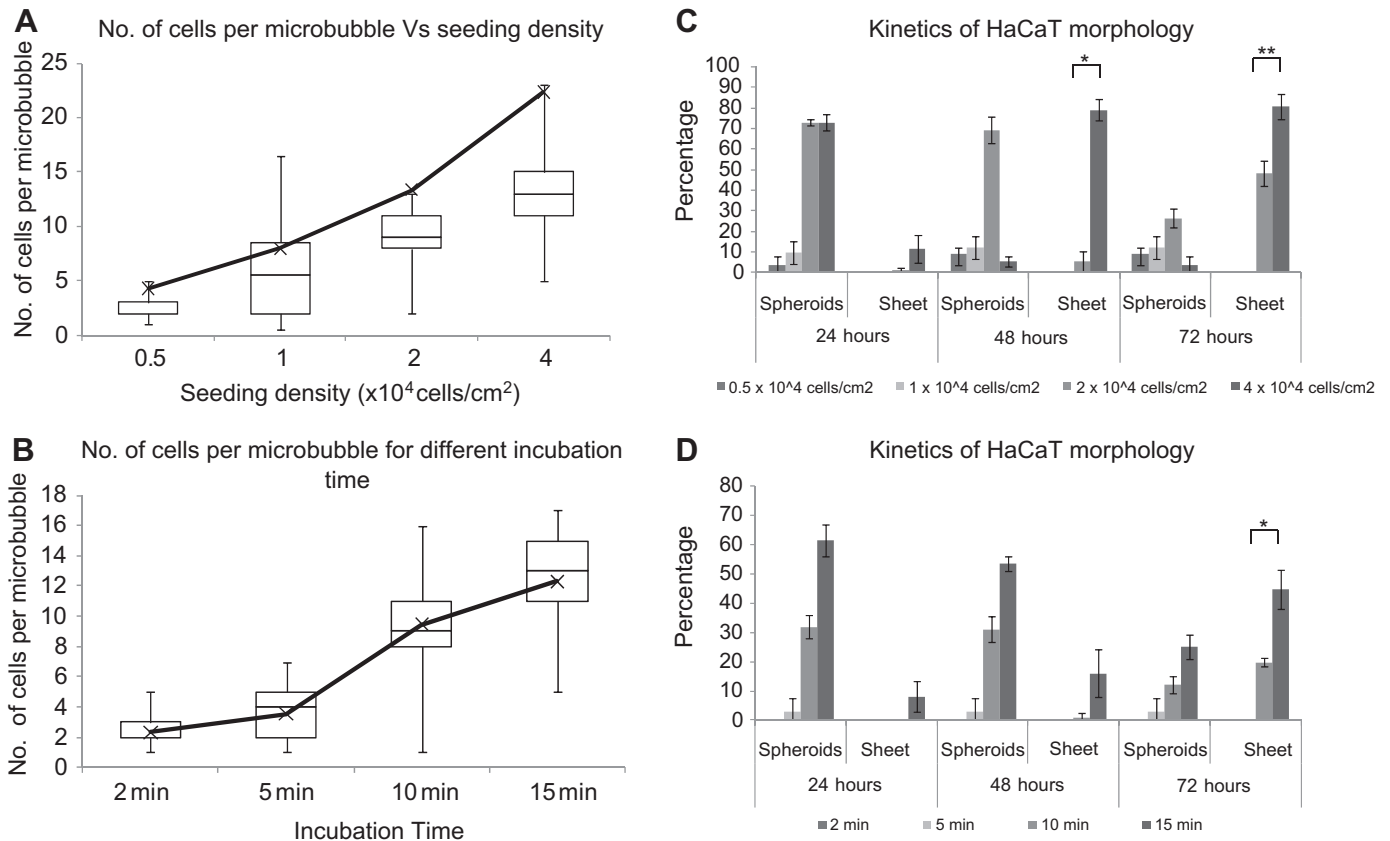 A
No. of cells per microbubble Vs seeding density
No. of cells per microbubble
25
20
15
10
5
0
0.5 1 2 4
Seeding density (x10⁴ cells/cm²)
B
No. of cells per microbubble for different incubation
time
No. of cells per microbubble
18
16
14
12
10
8
6
4
2
0
2 min 5 min 10 min 15 min
Incubation Time
C
Kinetics of HaCaT morphology
Percentage
100
90
80
70
60
50
40
30
20
10
0
* **
Spheroids Sheet Spheroids Sheet Spheroids Sheet
24 hours 48 hours 72 hours
0.5 x 10^4 cells/cm2 1 x 10^4 cells/cm2 2 x 10^4 cells/cm2 4 x 10^4 cells/cm2
D
Kinetics of HaCaT morphology
Percentage
80
70
60
50
40
30
20
10
0
*
Spheroids Sheet Spheroids Sheet Spheroids Sheet
24 hours 48 hours 72 hours
2 min 5 min 10 min 15 min